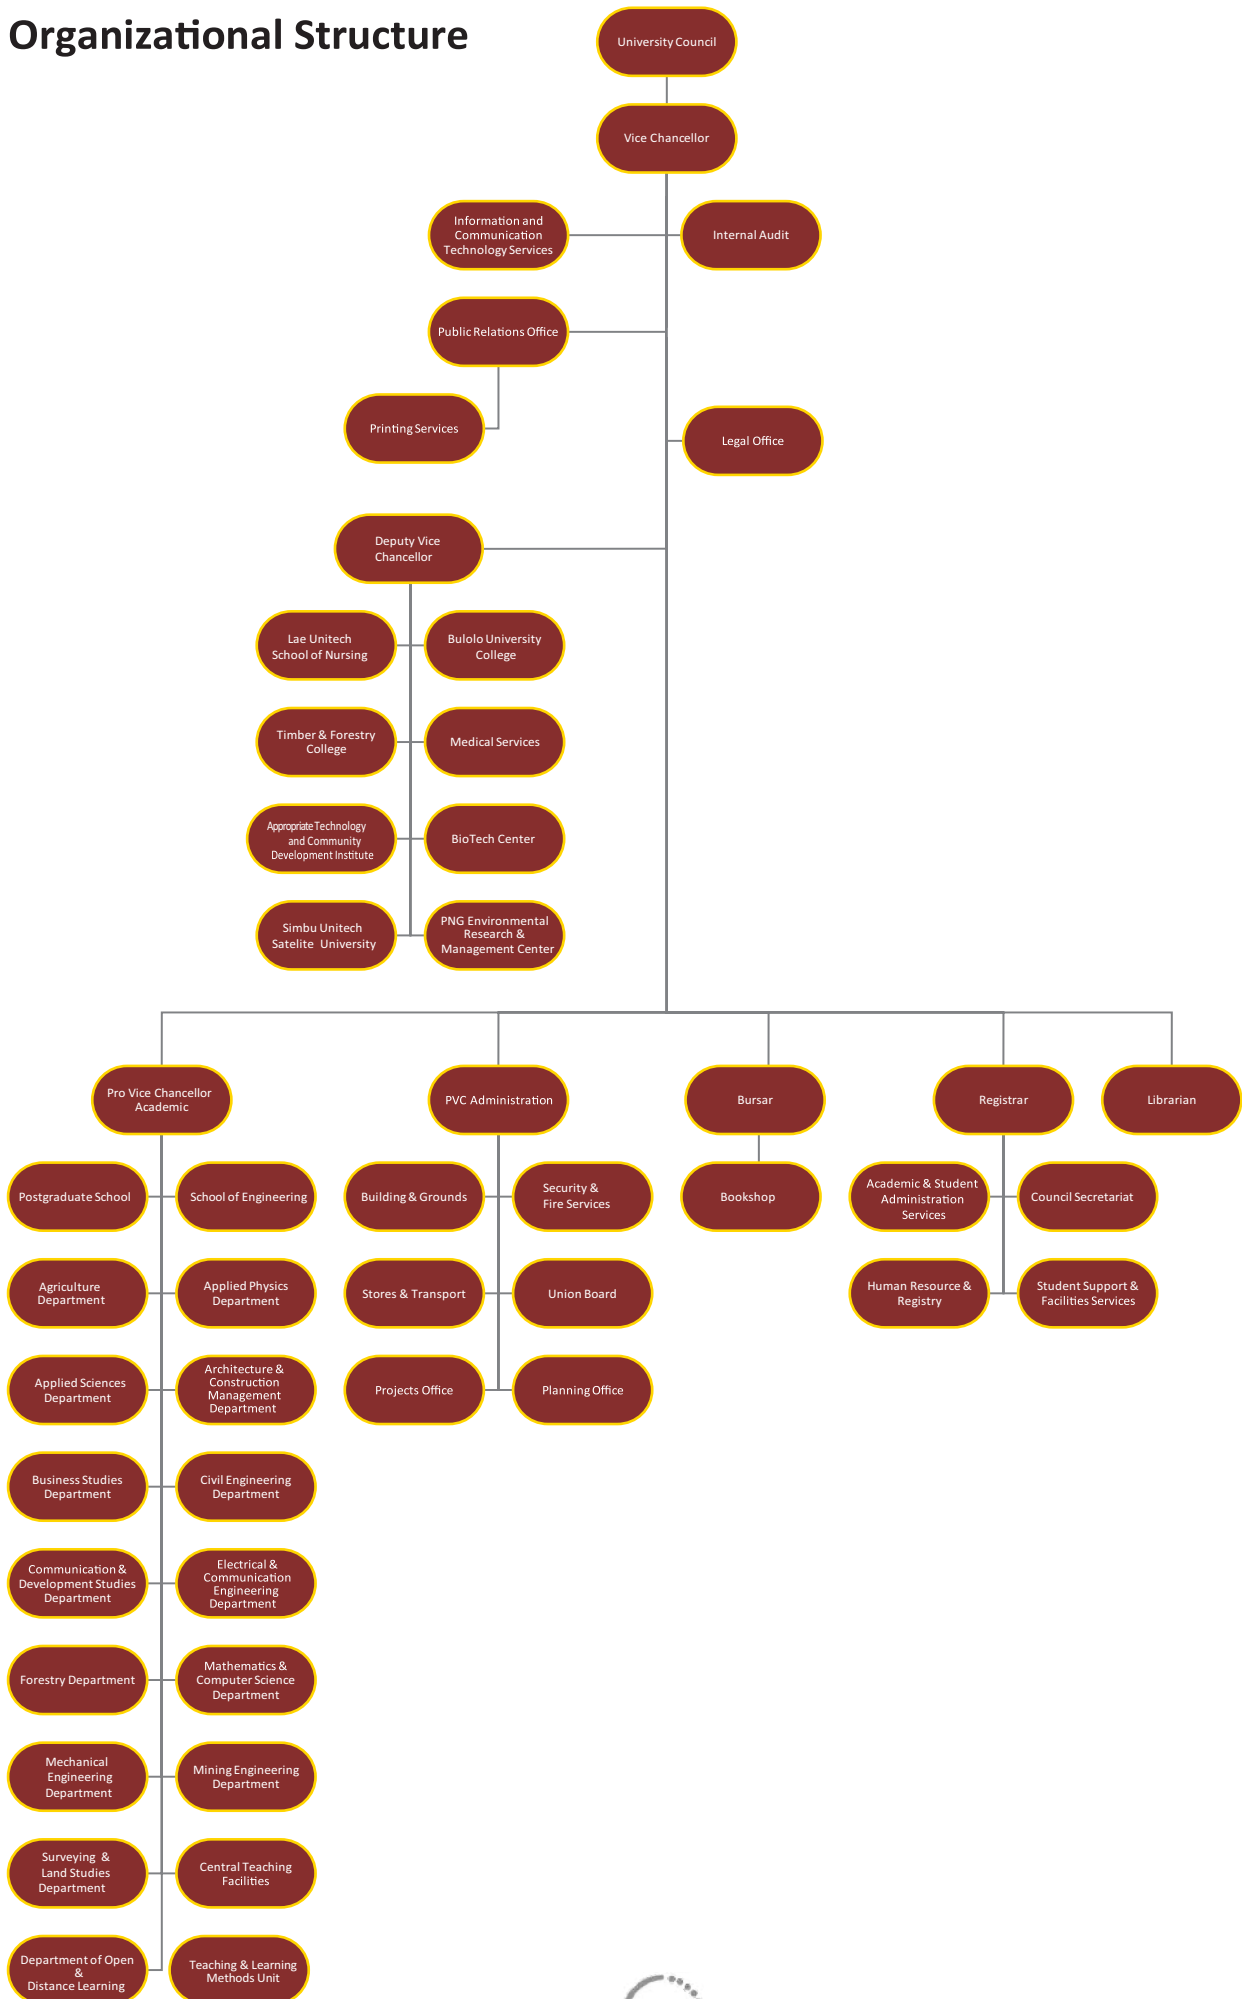 Organizational Structure
University Council
Vice Chancellor
Information and
Communication
Technology Services
Internal Audit
Public Relations Office
Printing Services
Legal Office
Deputy Vice
Chancellor
Lae Unitech
School of Nursing
Bulolo University
College
Timber & Forestry
College
Medical Services
Appropriate Technology
and Community
Development Institute
BioTech Center
Simbu Unitech
Satelite University
PNG Environmental
Research &
Management Center
Pro Vice Chancellor
Academic
PVC Administration
Bursar
Registrar
Librarian
Postgraduate School
School of Engineering
Building & Grounds
Security &
Fire Services
Bookshop
Academic & Student
Administration
Services
Council Secretariat
Agriculture
Department
Applied Physics
Department
Stores & Transport
Union Board
Human Resource &
Registry
Student Support &
Facilities Services
Applied Sciences
Department
Architecture &
Construction
Management
Department
Projects Office
Planning Office
Business Studies
Department
Civil Engineering
Department
Communication &
Development Studies
Department
Electrical &
Communication
Engineering
Department
Forestry Department
Mathematics &
Computer Science
Department
Mechanical
Engineering
Department
Mining Engineering
Department
Surveying &
Land Studies
Department
Central Teaching
Facilities
Department of Open
&
Distance Learning
Teaching & Learning
Methods Unit